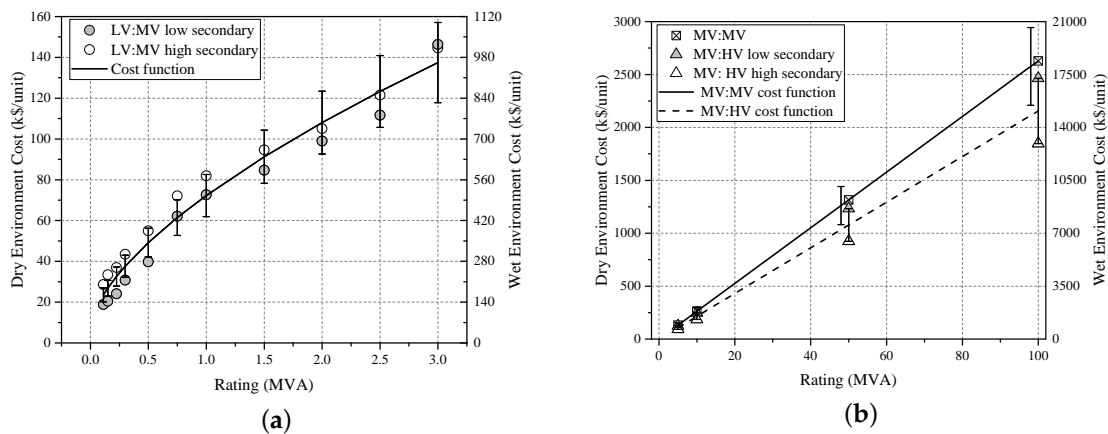 160
140
120
100
80
60
40
20
0
Dry Environment Cost (k$/unit)
LV:MV low secondary
LV:MV high secondary
Cost function
1120
980
840
700
560
420
280
140
0
Wet Environment Cost (k$/unit)
0.0 0.5 1.0 1.5 2.0 2.5 3.0
Rating (MVA)
(a)
3000
2500
2000
1500
1000
500
0
Dry Environment Cost (k$/unit)
MV:MV
MV:HV low secondary
MV: HV high secondary
MV:MV cost function
MV:HV cost function
21000
17500
14000
10500
7000
3500
0
Wet Environment Cost (k$/unit)
0 20 40 60 80 100
Rating (MVA)
(b)